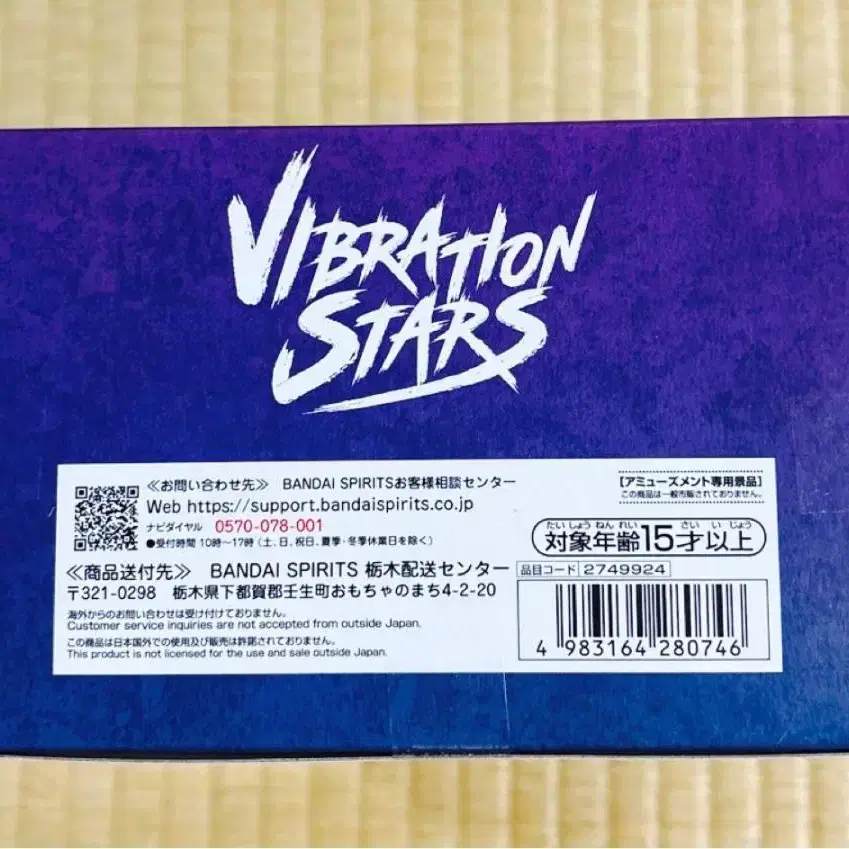 VIBRATION
STARS
≪お問い合わせ先≫ BANDAI SPIRITSお客様相談センター
Web https://support.bandaispirits.co.jp
ナビダイヤル 0570-078-001
●受付時間 10時～17時 (土、日、祝日、夏季・冬季休業日を除く)
≪商品送付先≫ BANDAI SPIRITS 栃木配送センター
〒321-0298 栃木県下都賀郡壬生町おもちゃのまち4-2-20
海外からのお問い合わせは受け付けておりません。
Customer service inquiries are not accepted from outside Japan.
この商品は日本国外での使用及び販売は許諾されておりません。
This product is not licensed for the use and sale outside Japan.
【アミューズメント専用景品】
この商品は一般市販されておりません。
たい しょう ねん れい さい い じょう
対象年齢15才以上
品目コード 2749924
4 983164 280746